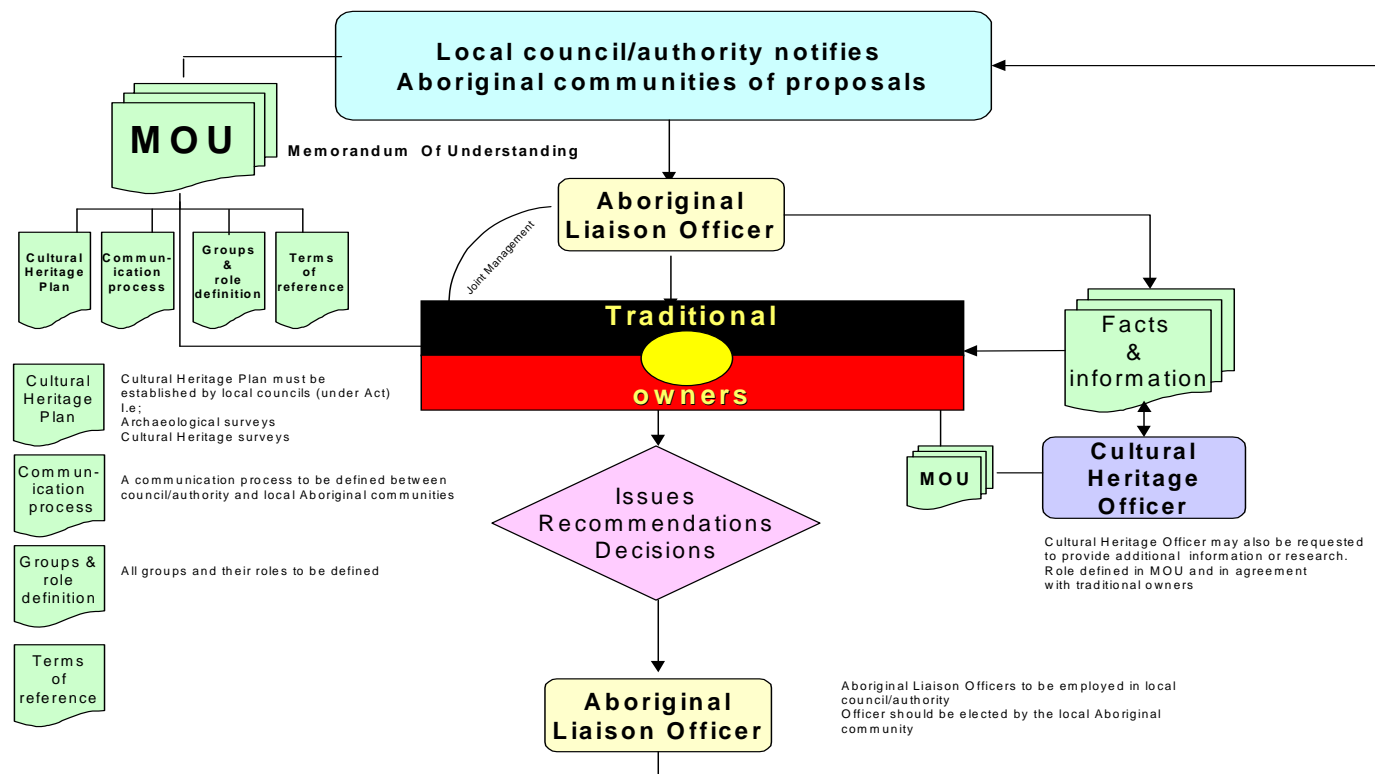 Local council/authority notifies
Aboriginal communities of proposals
MOU
Memorandum Of Understanding
Aboriginal
Liaison Officer
Joint Management
Cultural
Heritage
Plan
Commun-
ication
process
Groups
&
role
definition
Terms
of
reference
Traditional
owners
Facts
&
information
Cultural
Heritage
Plan
Cultural Heritage Plan must be
established by local councils (under Act)
I.e;
Archaeological surveys
Cultural Heritage surveys
Commun-
ication
process
A communication process to be defined between
council/authority and local Aboriginal communities
Issues
Recommendations
Decisions
MOU
Cultural
Heritage
Officer
Cultural Heritage Officer may also be requested
to provide additional information or research.
Role defined in MOU and in agreement
with traditional owners
Groups &
role
definition
All groups and their roles to be defined
Terms
of
reference
Aboriginal
Liaison Officer
Aboriginal Liaison Officers to be employed in local
council/authority
Officer should be elected by the local Aboriginal
community